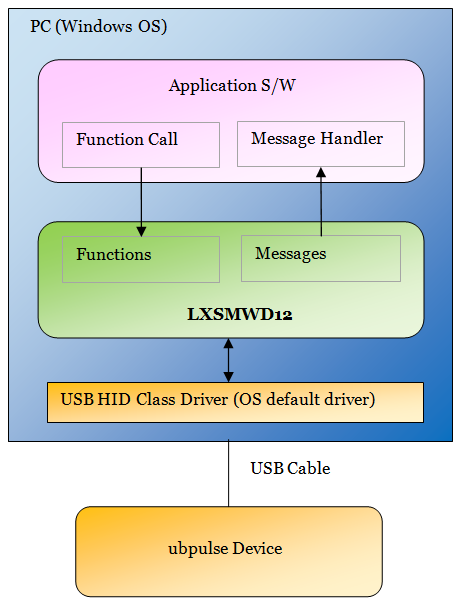 PC (Windows OS)
Application S/W
Function Call
Message Handler
Functions
Messages
LXSMWD12
USB HID Class Driver (OS default driver)
USB Cable
ubpulse Device